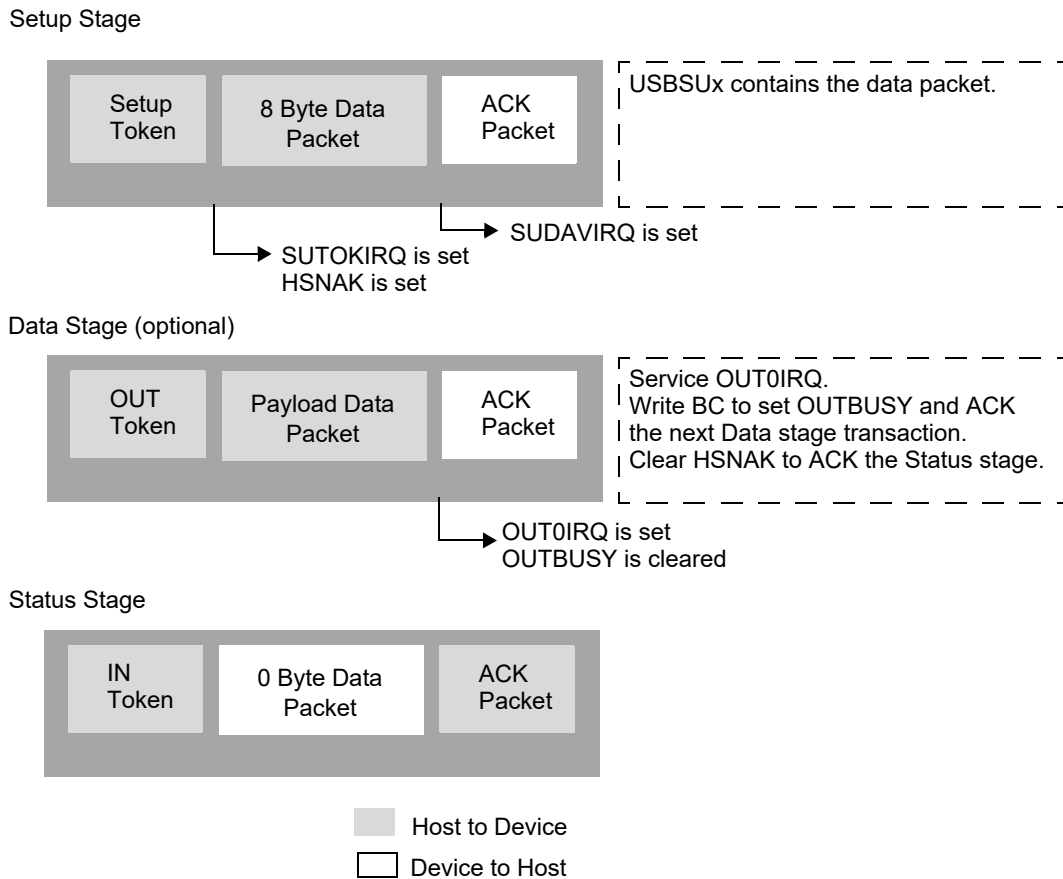 Setup Stage
Setup
Token
8 Byte Data
Packet
ACK
Packet
USBSUx contains the data packet.
SUDAVIRQ is set
SUTOKIRQ is set
HSNAK is set
Data Stage (optional)
OUT
Token
Payload Data
Packet
ACK
Packet
Service OUT0IRQ.
Write BC to set OUTBUSY and ACK
the next Data stage transaction.
Clear HSNAK to ACK the Status stage.
OUT0IRQ is set
OUTBUSY is cleared
Status Stage
IN
Token
0 Byte Data
Packet
ACK
Packet
Host to Device
Device to Host